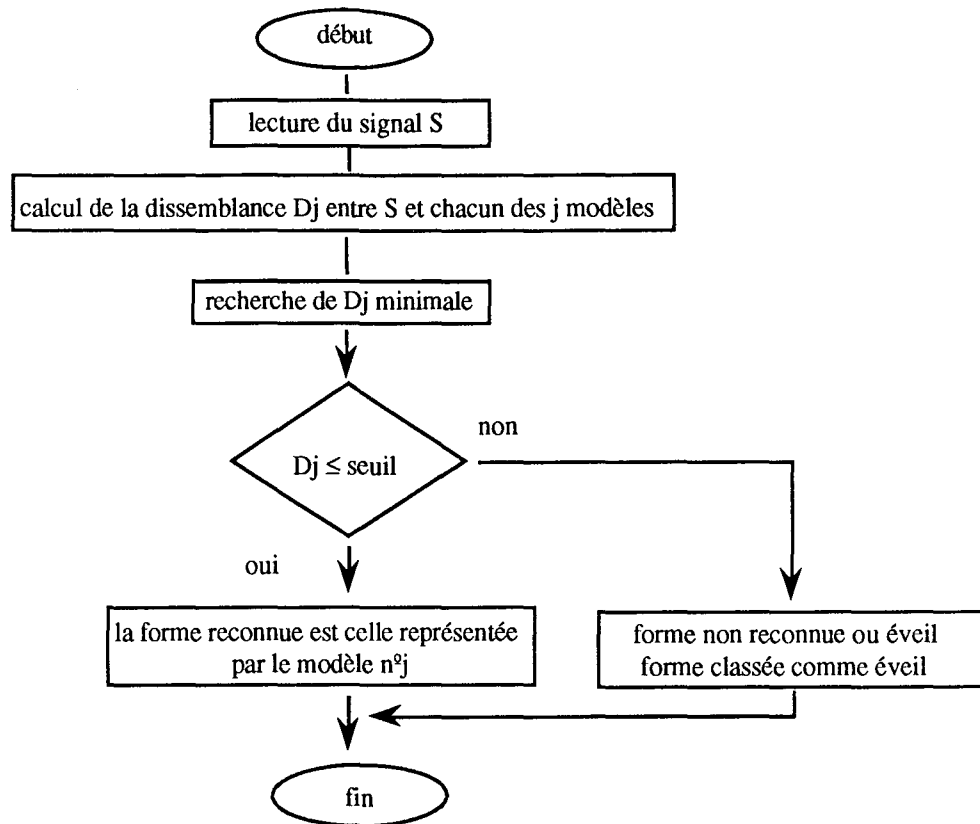 début
lecture du signal S
calcul de la dissemblance Dj entre S et chacun des j modèles
recherche de Dj minimale
non
Dj ≤ seuil
oui
la forme reconnue est celle représentée
par le modèle nºj
forme non reconnue ou éveil
forme classée comme éveil
fin